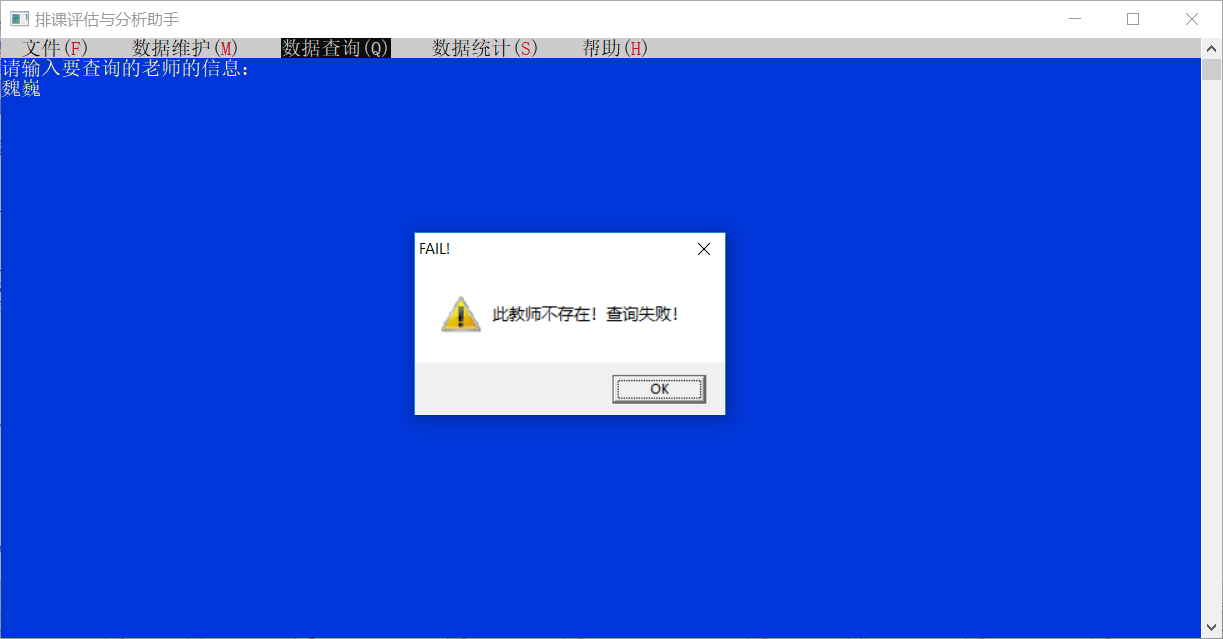 排课评估与分析助手
文件(F) 数据维护(M) 数据查询(Q) 数据统计(S) 帮助(H)
请输入要查询的老师的信息：
魏巍
FAIL!
此教师不存在！查询失败！
OK